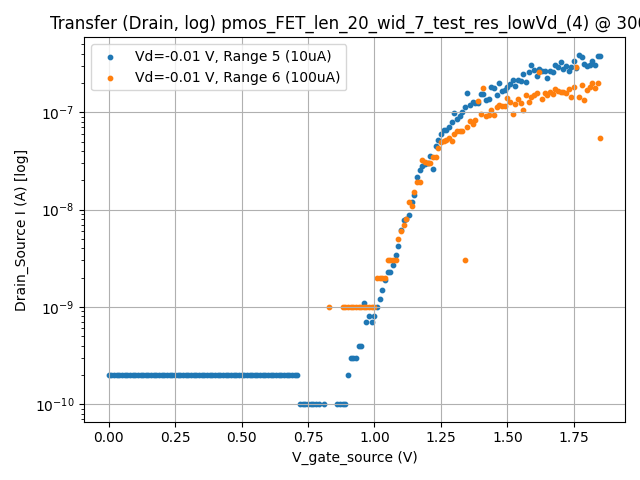 Transfer (Drain, log) pmos_FET_len_20_wid_7_test_res_lowVd_(4) @ 300
Vd=-0.01 V, Range 5 (10uA)
Vd=-0.01 V, Range 6 (100uA)
Drain_Source I (A) [log]
10⁻⁷
10⁻⁸
10⁻⁹
10⁻¹⁰
0.00 0.25 0.50 0.75 1.00 1.25 1.50 1.75
V_gate_source (V)